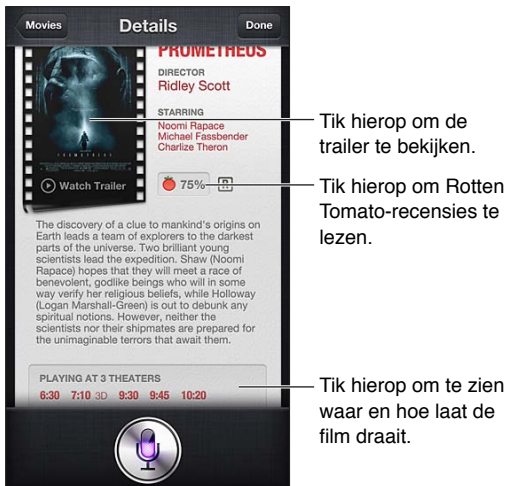 Movies
Details
Done
PROMETHEUS
DIRECTOR
Ridley Scott
STARRING
Noomi Rapace
Michael Fassbender
Charlize Theron
PROMETHEUS
Watch Trailer
75%
R
The discovery of a clue to mankind's origins on
Earth leads a team of explorers to the darkest
parts of the universe. Two brilliant young
scientists lead the expedition. Shaw (Noomi
Rapace) hopes that they will meet a race of
benevolent, godlike beings who will in some
way verify her religious beliefs, while Holloway
(Logan Marshall-Green) is out to debunk any
spiritual notions. However, neither the
scientists nor their shipmates are prepared for
the unimaginable terrors that await them.
PLAYING AT 3 THEATERS
6:30 7:10 3D 9:30 9:45 10:20
Tik hierop om de
trailer te bekijken.
Tik hierop om Rotten
Tomato-recensies te
lezen.
Tik hierop om te zien
waar en hoe laat de
film draait.